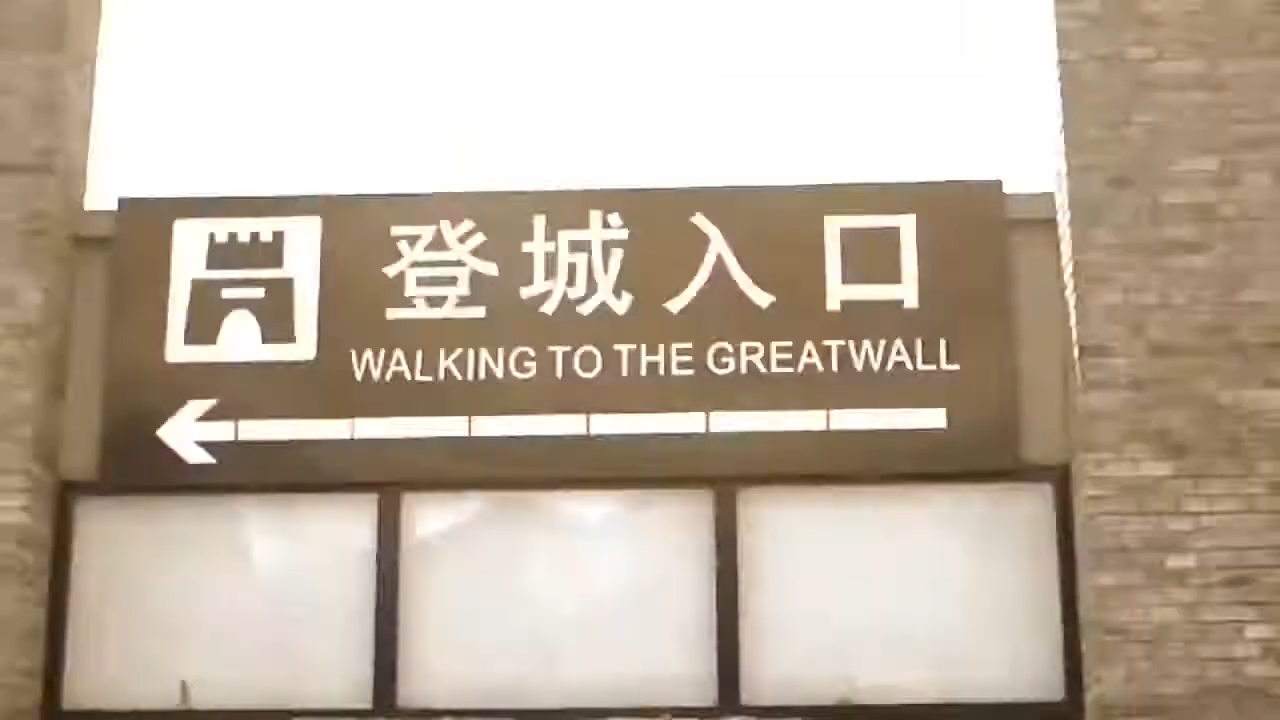 登城入口
WALKING TO THE GREATWALL